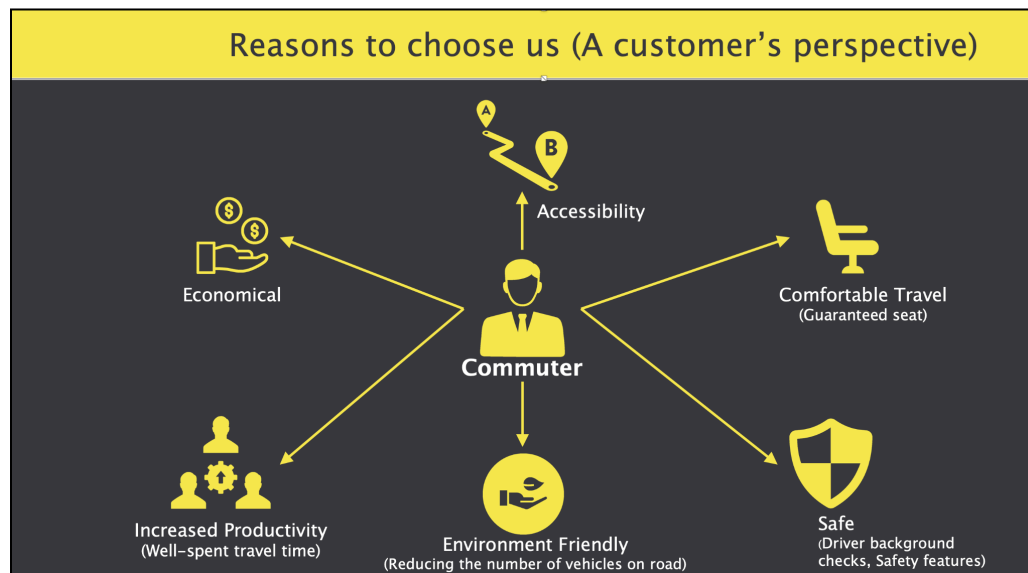 Reasons to choose us (A customer’s perspective)
A
B
Accessibility
$
$
Economical
Comfortable Travel
(Guaranteed seat)
Commuter
Increased Productivity
(Well-spent travel time)
Environment Friendly
(Reducing the number of vehicles on road)
Safe
(Driver background
checks, Safety features)